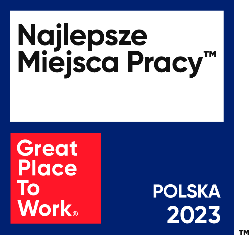 Najlepsze
Miejsca Pracy™
Great
Place
To
Work®
POLSKA
2023
TM